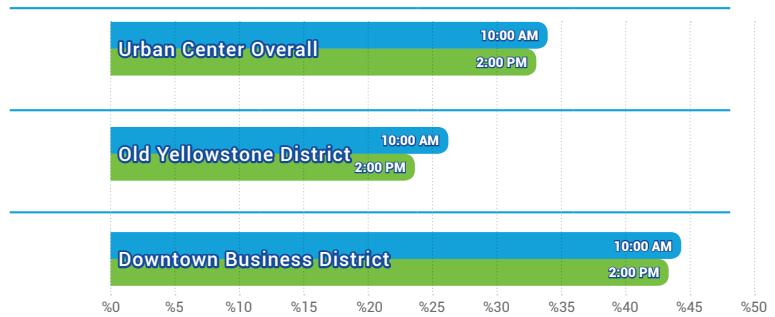 10:00 AM
Urban Center Overall
2:00 PM
10:00 AM
Old Yellowstone District
2:00 PM
10:00 AM
Downtown Business District
2:00 PM
%0 %5 %10 %15 %20 %25 %30 %35 %40 %45 %50